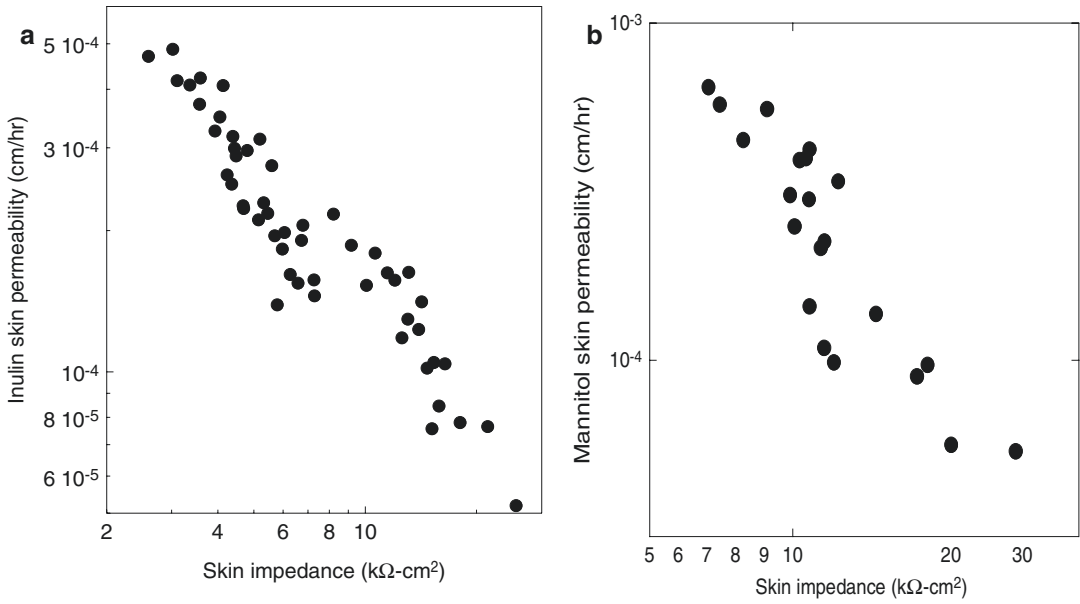 a
5 10-4
3 10-4
10-4
8 10-5
6 10-5
2 4 6 8 10
Inulin skin permeability (cm/hr)
Skin impedance (kΩ-cm2)
b
10-3
10-4
5 6 7 8 9 10 20 30
Mannitol skin permeability (cm/hr)
Skin impedance (kΩ-cm2)